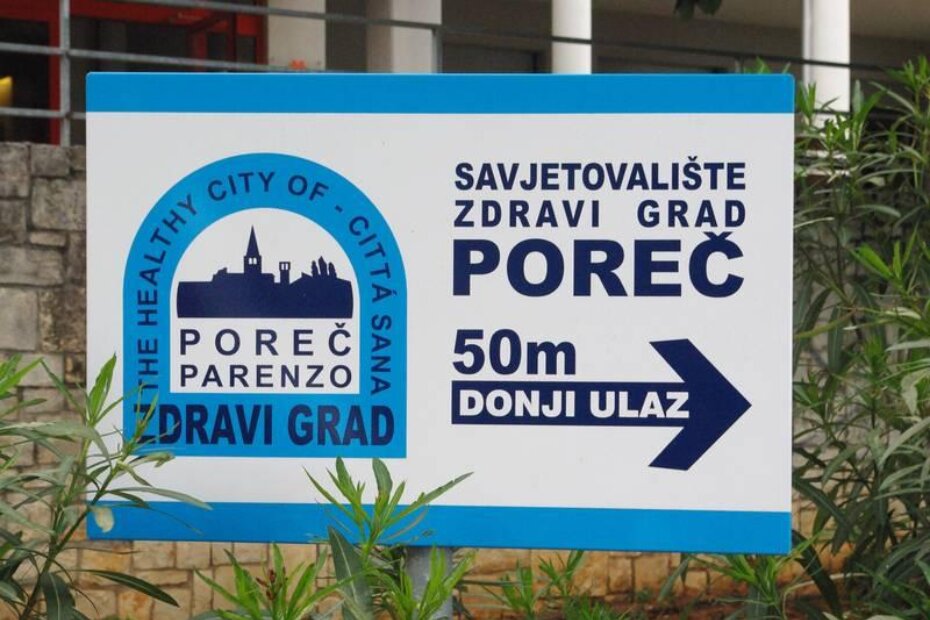 THE HEALTHY CITY OF - CITTÁ SANA
POREČ
PARENZO
ZDRAVI GRAD
SAVJETOVALIŠTE
ZDRAVI GRAD
POREČ
50m
DONJI ULAZ